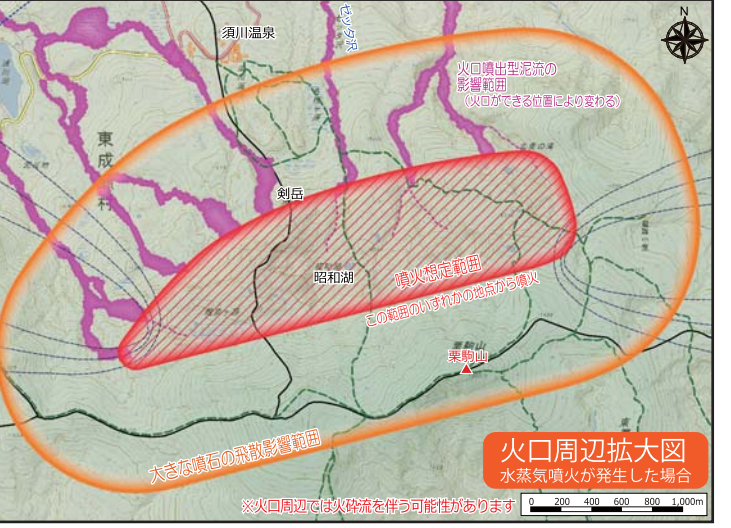 須川温泉
ゼッタ沢
N
火口噴出型泥流の
影響範囲
(火口ができる位置により変わる)
東成
村
剣岳
昭和湖
噴火想定範囲
この範囲のいずれかの地点から噴火
栗駒山
栗駒山
大きな噴石の飛散影響範囲
火口周辺拡大図
水蒸気噴火が発生した場合
※火口周辺では火砕流を伴う可能性があります
0 200 400 600 800 1,000m